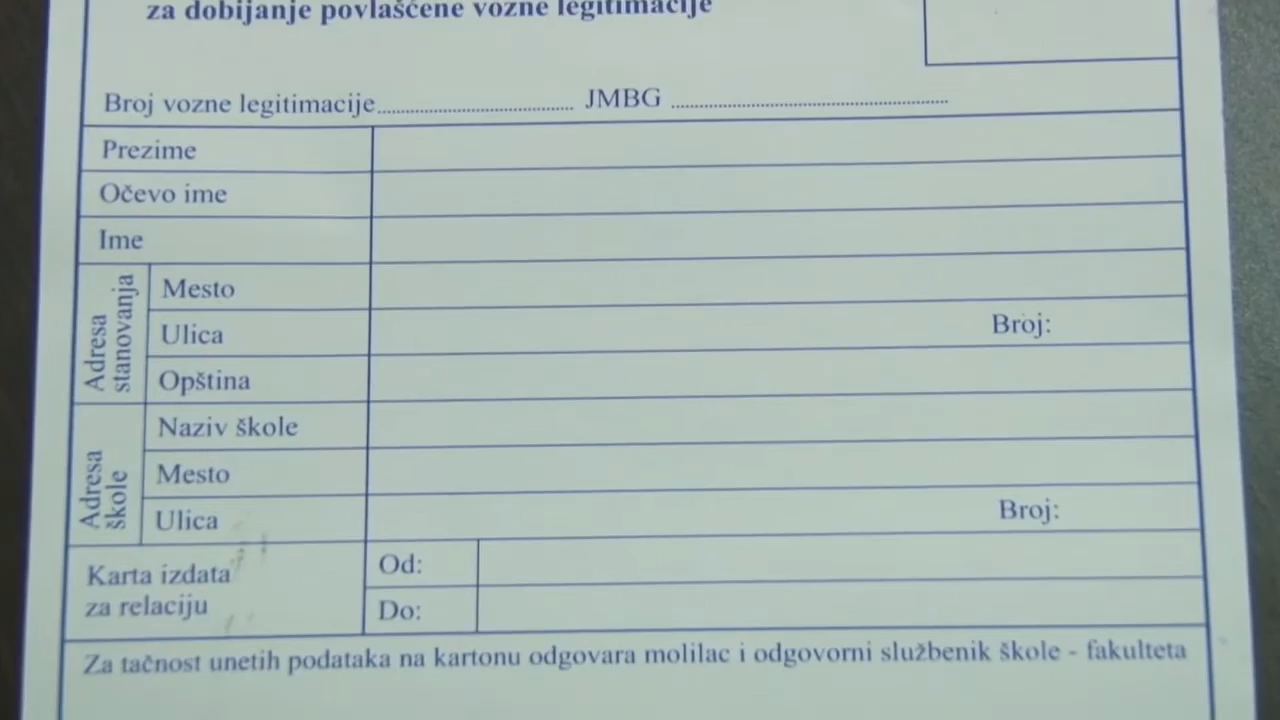 za dobijanje povlašćene vozne legitimacije
Broj vozne legitimacije........................ JMBG ........................
Prezime
Očevo ime
Ime
Adresa stanovanja
Mesto
Ulica Broj:
Opština
Adresa škole
Naziv škole
Mesto
Ulica Broj:
Karta izdata
za relaciju
Od:
Do:
Za tačnost unetih podataka na kartonu odgovara molilac i odgovorni službenik škole - fakulteta